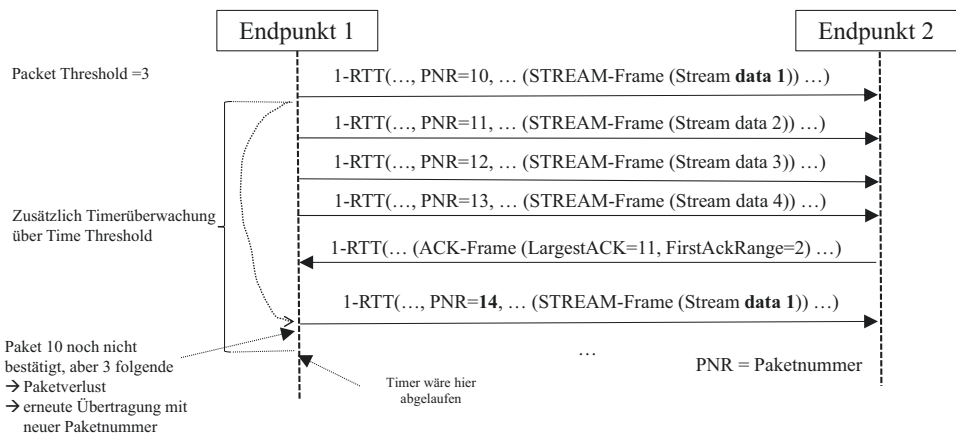 Endpunkt 1
Endpunkt 2
Packet Threshold =3
1-RTT(…, PNR=10, … (STREAM-Frame (Stream data 1)) …)
1-RTT(…, PNR=11, … (STREAM-Frame (Stream data 2)) …)
1-RTT(…, PNR=12, … (STREAM-Frame (Stream data 3)) …)
1-RTT(…, PNR=13, … (STREAM-Frame (Stream data 4)) …)
Zusätzlich Timerüberwachung
über Time Threshold
1-RTT(… (ACK-Frame (LargestACK=11, FirstAckRange=2) …)
1-RTT(…, PNR=14, … (STREAM-Frame (Stream data 1)) …)
Paket 10 noch nicht
bestätigt, aber 3 folgende
→ Paketverlust
→ erneute Übertragung mit
neuer Paketnummer
Timer wäre hier
abgelaufen
…
PNR = Paketnummer